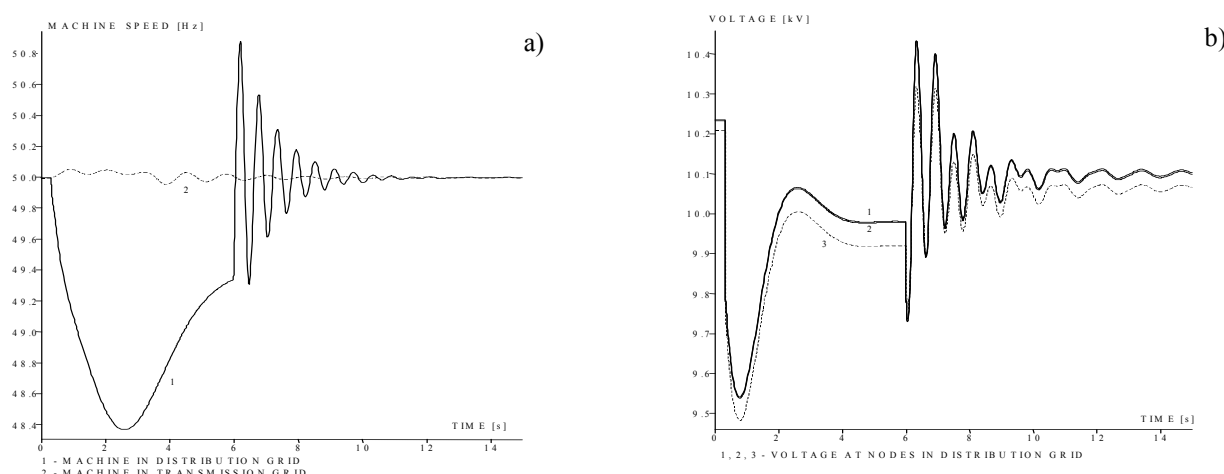 MACHINE SPEED [Hz]
a)
50.8
50.6
50.4
50.2
50.0
49.8
49.6
49.4
49.2
49.0
48.8
48.6
48.4
2
1
TIME [s]
0 2 4 6 8 10 12 14
1 - MACHINE IN DISTRIBUTION GRID
2 - MACHINE IN TRANSMISSION GRID
VOLTAGE [kV]
b)
10.4
10.3
10.2
10.1
10.0
9.9
9.8
9.7
9.6
9.5
1
2
3
TIME [s]
0 2 4 6 8 10 12 14
1,2,3- VOLTAGE AT NODES IN DISTRIBUTION GRID